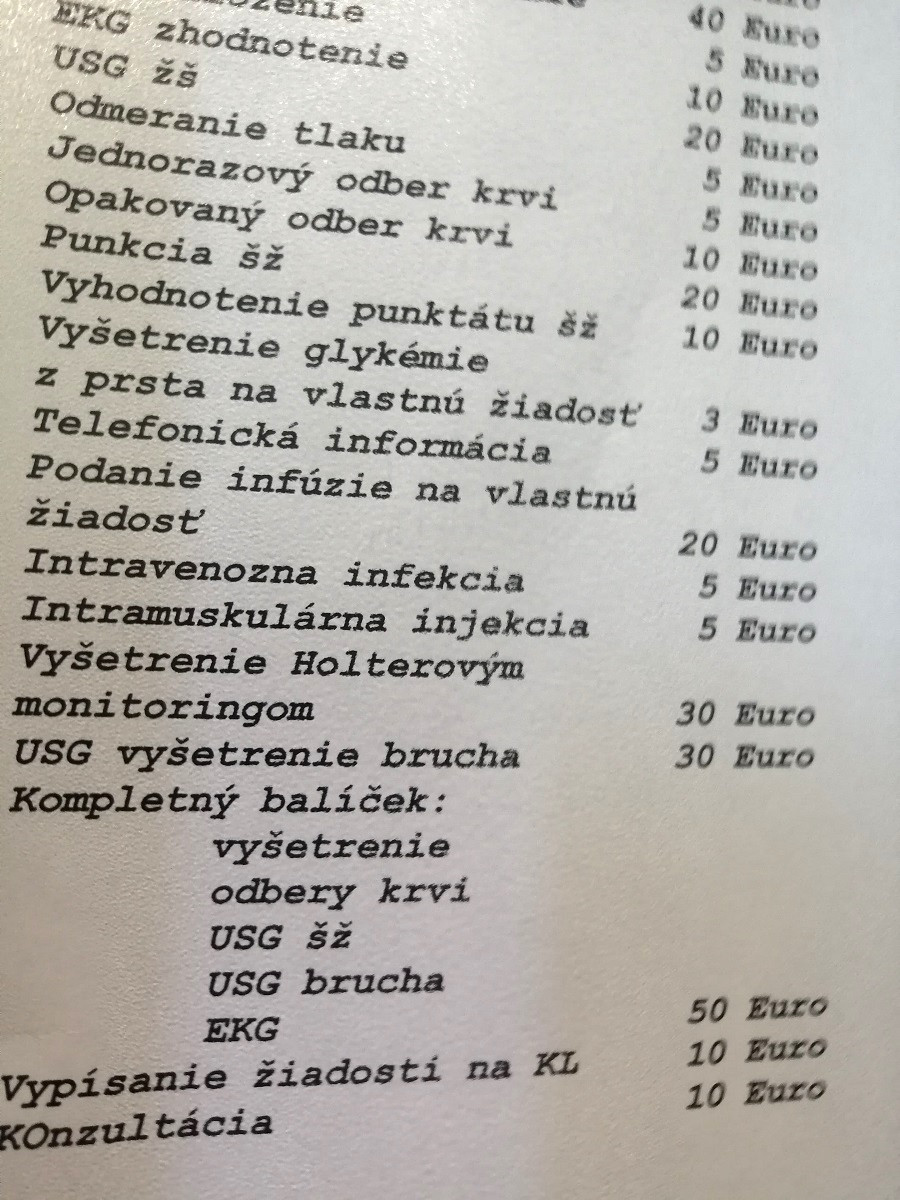 40 Euro
5 Euro
EKG zhodnotenie 10 Euro
USG žš 20 Euro
Odmeranie tlaku 5 Euro
Jednorazový odber krvi 5 Euro
Opakovaný odber krvi 10 Euro
Punkcia šž 20 Euro
Vyhodnotenie punktátu šž 10 Euro
Vyšetrenie glykémie
z prsta na vlastnú žiadosť 3 Euro
Telefonická informácia 5 Euro
Podanie infúzie na vlastnú
žiadosť 20 Euro
Intravenozna infekcia 5 Euro
Intramuskulárna injekcia 5 Euro
Vyšetrenie Holterovým
monitoringom 30 Euro
USG vyšetrenie brucha 30 Euro
Kompletný balíček:
vyšetrenie
odbery krvi
USG šž
USG brucha
EKG 50 Euro
Vypísanie žiadostí na KL 10 Euro
KOnzultácia 10 Euro